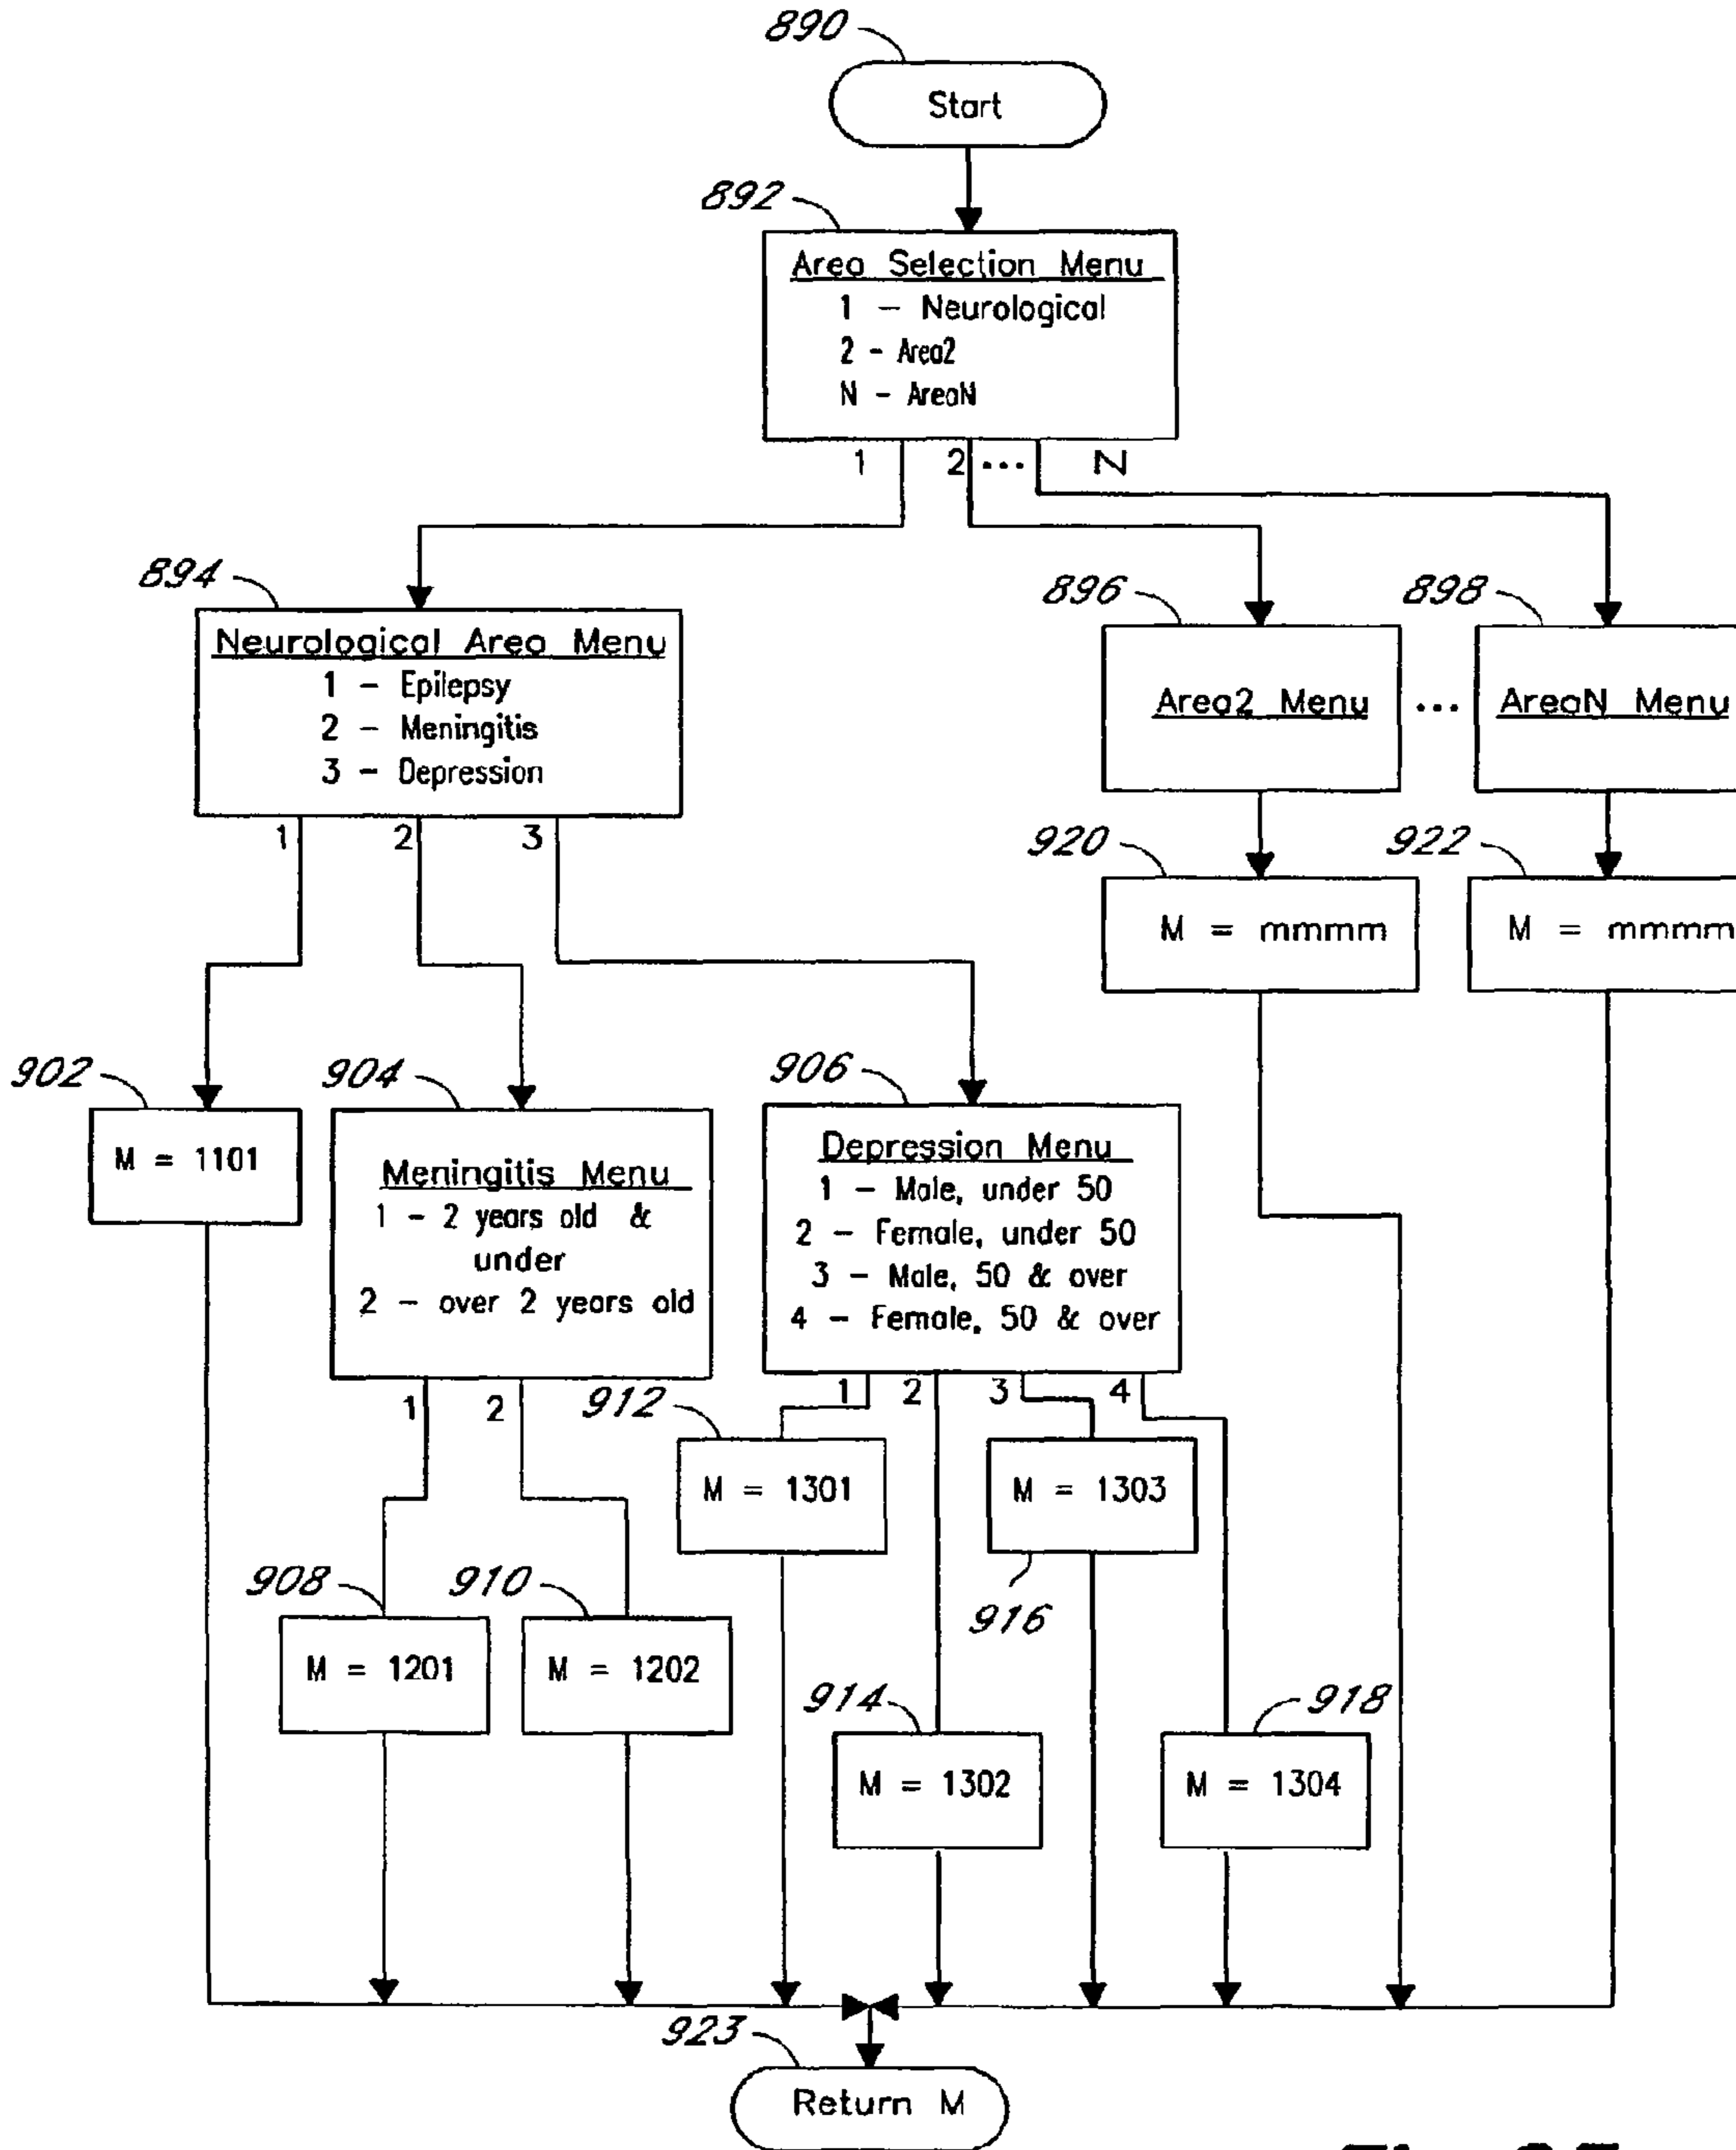 890
Start
892
Area Selection Menu
1 – Neurological
2 - Area2
N - AreaN
1 2 ... N
894
Neurological Area Menu
1 – Epilepsy
2 – Meningitis
3 – Depression
1 2 3
896
Area2 Menu
...
898
AreaN Menu
920
M = mmmm
922
M = mmmm
902
M = 1101
904
Meningitis Menu
1 – 2 years old &
under
2 – over 2 years old
1 2
906
Depression Menu
1 – Male, under 50
2 – Female, under 50
3 – Male, 50 & over
4 – Female, 50 & over
1 2 3 4
912
M = 1301
M = 1303
916
908
M = 1201
910
M = 1202
914
M = 1302
918
M = 1304
923
Return M